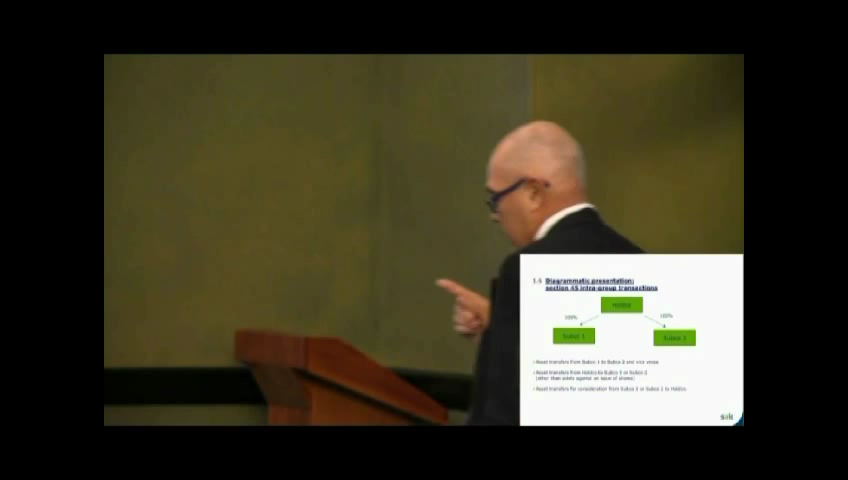 1.5 Diagrammatic presentation:
section 45 intra-group transactions
Holdco
100% 100%
Subco 1 Subco 2
Asset transfers from Subco 1 to Subco 2 and vice versa
Asset transfers from Holdco to Subco 1 or Subco 2
(other than assets against an issue of shares)
Asset transfers for consideration from Subco 1 or Subco 2 to Holdco.